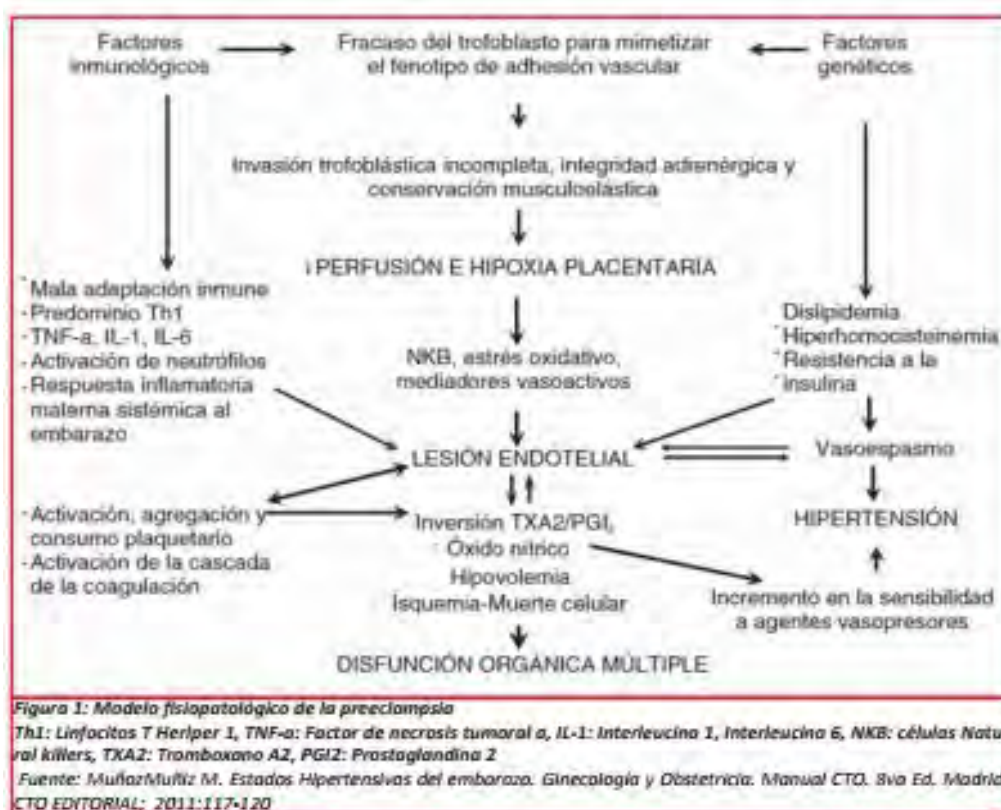 Factores
inmunológicos
Fracaso del trofoblasto para mimetizar
el fenotipo de adhesión vascular
Factores
genéticos
Invasión trofoblástica incompleta, integridad adrenérgica y
conservación musculoelástica
PERFUSIÓN E HIPOXIA PLACENTARIA
Mala adaptación inmune
-Predominio Th1
-TNF-a, IL-1, IL-6
-Activación de neutrófilos
-Respuesta inflamatoria
materna sistémica al
embarazo
NKB, estrés oxidativo,
mediadores vasoactivos
Dislipidemia
Hiperhomocisteinemia
Resistencia a la
insulina
LESIÓN ENDOTELIAL
Vasoespasmo
-Activación, agregación y
consumo plaquetario
-Activación de la cascada
de la coagulación
Inversión TXA2/PGI,
Óxido nítrico
Hipovolemia
Isquemia-Muerte celular
HIPERTENSIÓN
Incremento en la sensibilidad
a agentes vasopresores
DISFUNCIÓN ORGÁNICA MÚLTIPLE
Figura 1: Modelo fisiopatológico de la preeclampsia
Th1: Linfocitos T Herlper 1, TNF-a: Factor de necrosis tumoral a, IL-1: Interleucina 1, Interleucina 6, NKB: células Natu
ral killers, TXA2: Tromboxano A2, PGI2: Prostaglandina 2
Fuente: MuñozMuñiz M. Estados Hipertensivos del embarazo. Ginecología y Obstetricia. Manual CTO. 8va Ed. Madrid
CTO EDITORIAL; 2011:117-120